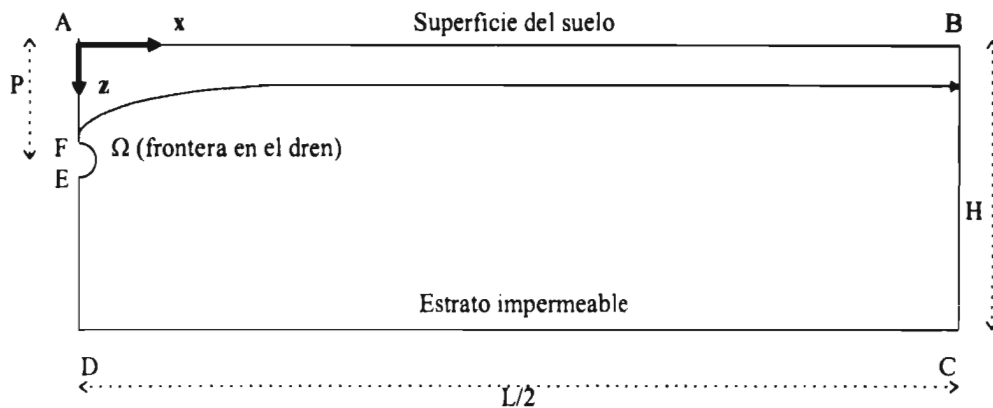 A
x
Superficie del suelo
B
P
z
F
Ω (frontera en el dren)
E
H
Estrato impermeable
D
C
L/2